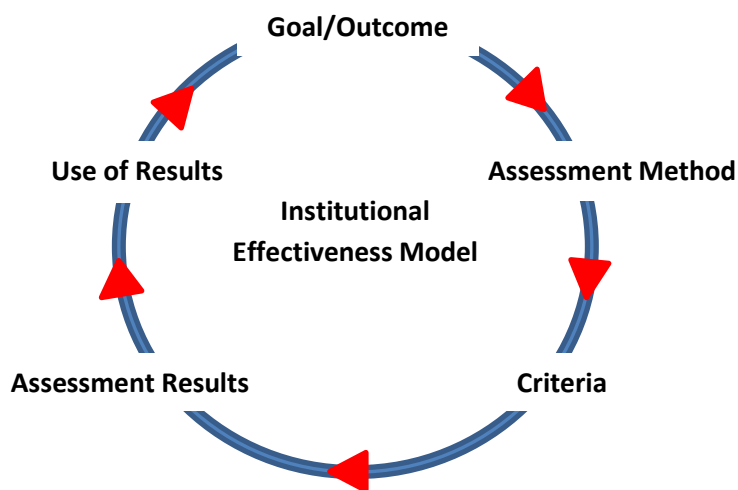 Goal/Outcome
Use of Results
Assessment Method
Institutional
Effectiveness Model
Assessment Results
Criteria